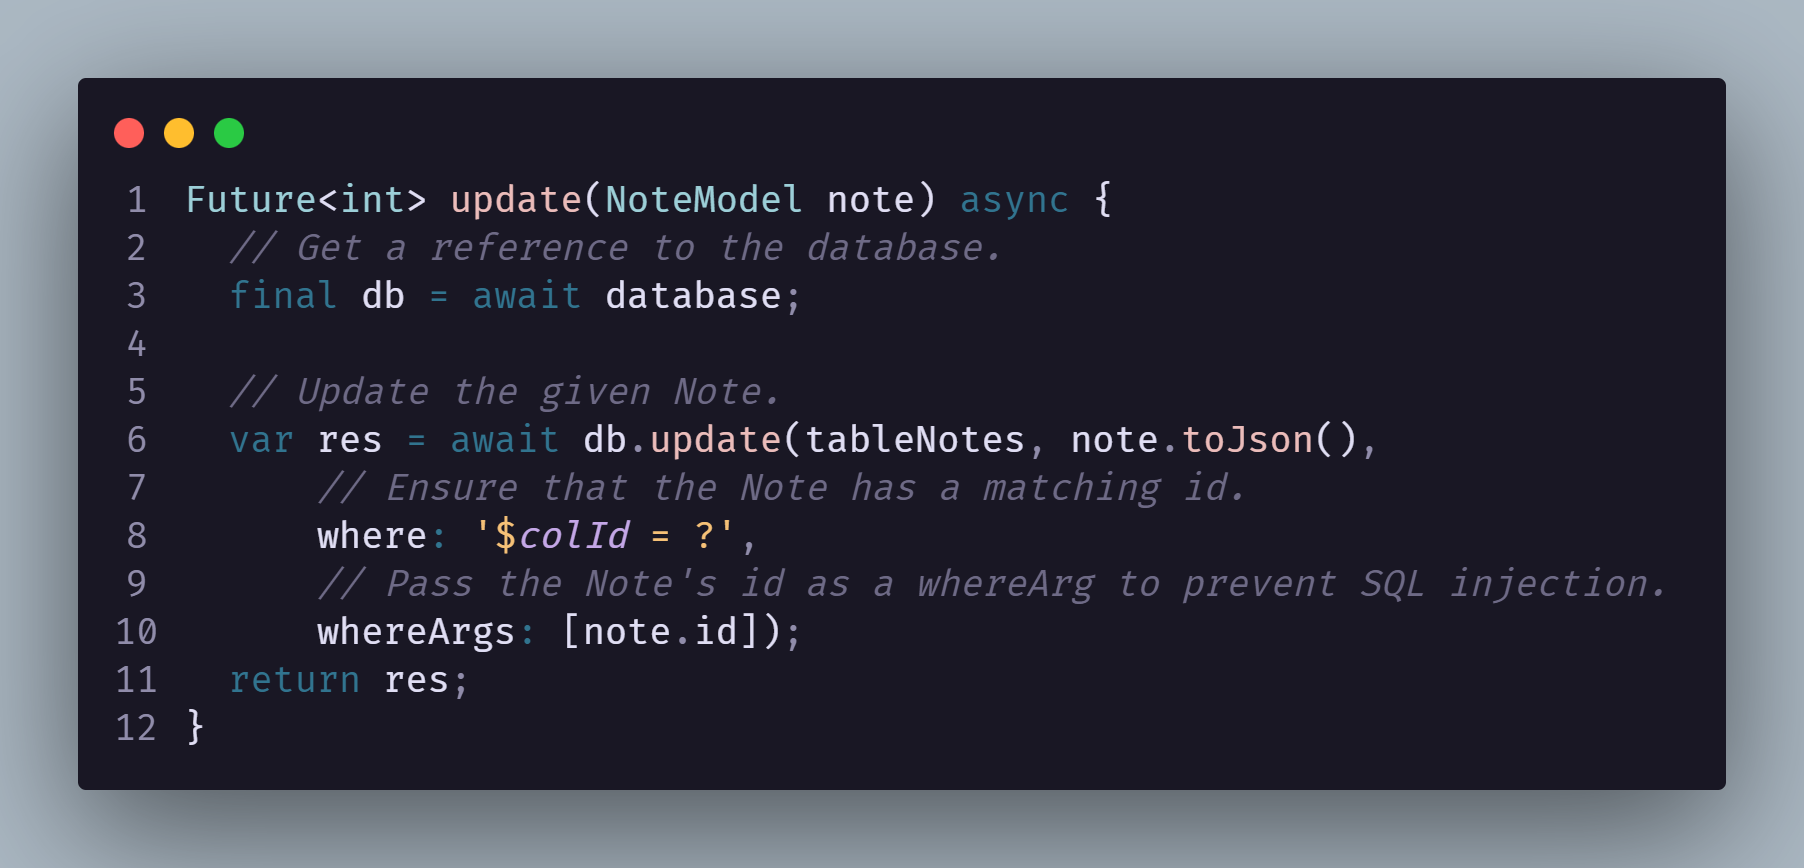 1 Future<int> update(NoteModel note) async {
2   // Get a reference to the database.
3   final db = await database;
4
5   // Update the given Note.
6   var res = await db.update(tableNotes, note.toJson(),
7       // Ensure that the Note has a matching id.
8       where: '$colId = ?',
9       // Pass the Note's id as a whereArg to prevent SQL injection.
10       whereArgs: [note.id]);
11   return res;
12 }